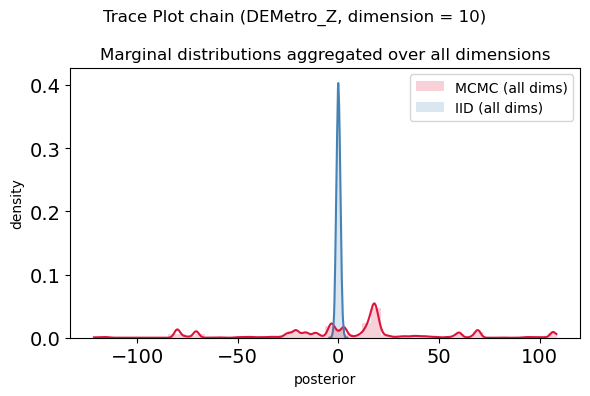 Trace Plot chain (DEMetro_Z, dimension = 10)
Marginal distributions aggregated over all dimensions
MCMC (all dims)
IID (all dims)
density
0.4
0.3
0.2
0.1
0.0
−100
−50
0
50
100
posterior